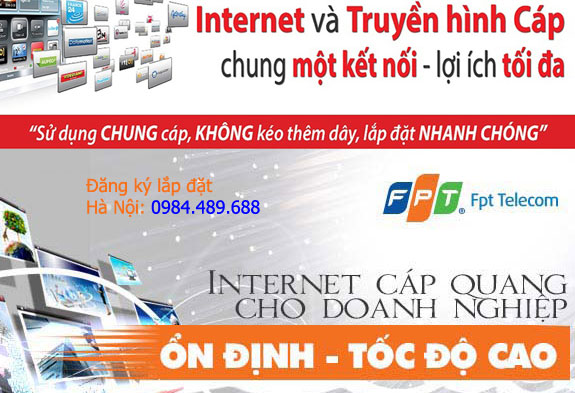 Internet và Truyền hình Cáp
chung một kết nối - lợi ích tối đa
“Sử dụng CHUNG cáp, KHÔNG kéo thêm dây, lắp đặt NHANH CHÓNG”
Đăng ký lắp đặt
Hà Nội: 0984.489.688
FPT Fpt Telecom
INTERNET CÁP QUANG
CHO DOANH NGHIỆP
ỔN ĐỊNH - TỐC ĐỘ CAO